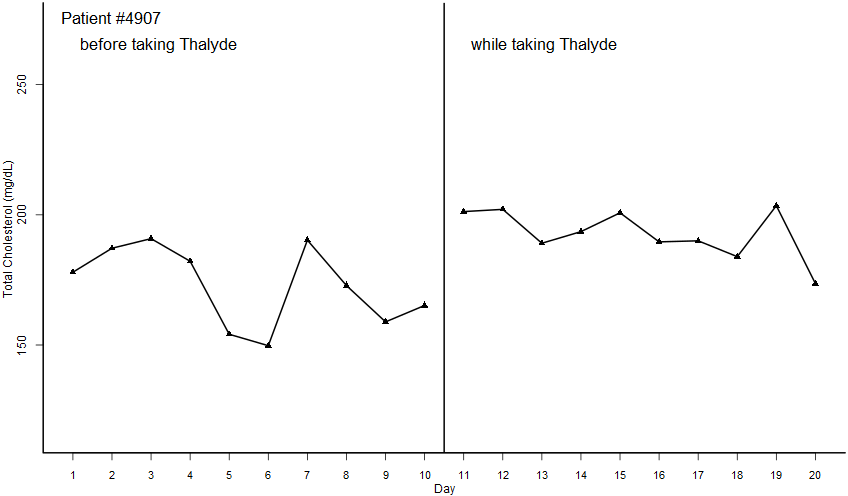 Patient #4907
before taking Thalyde
while taking Thalyde
Total Cholesterol (mg/dL)
250
200
150
1 2 3 4 5 6 7 8 9 10 11 12 13 14 15 16 17 18 19 20
Day